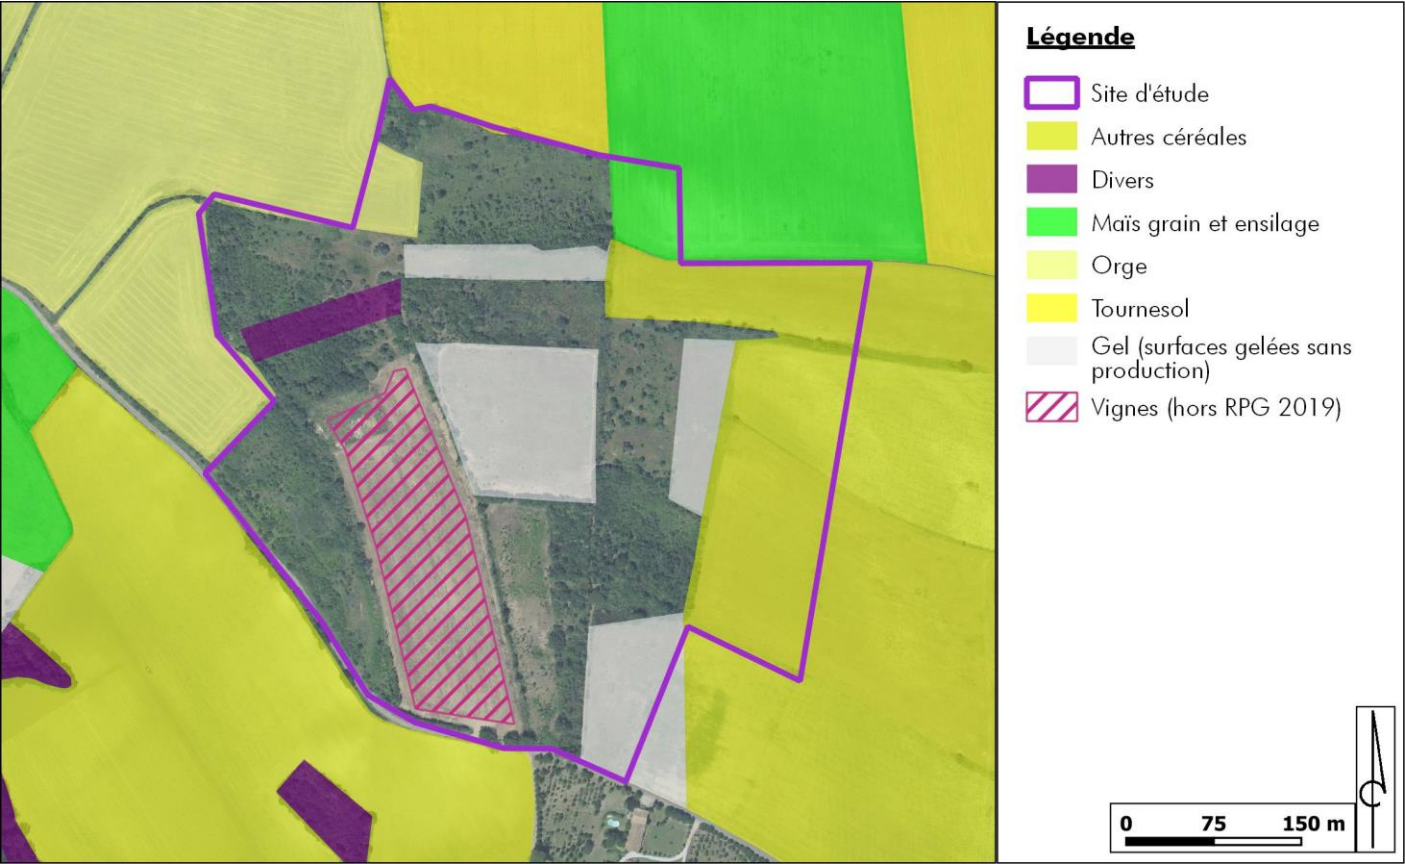 Légende
Site d'étude
Autres céréales
Divers
Maïs grain et ensilage
Orge
Tournesol
Gel (surfaces gelées sans
production)
Vignes (hors RPG 2019)
0 75 150 m